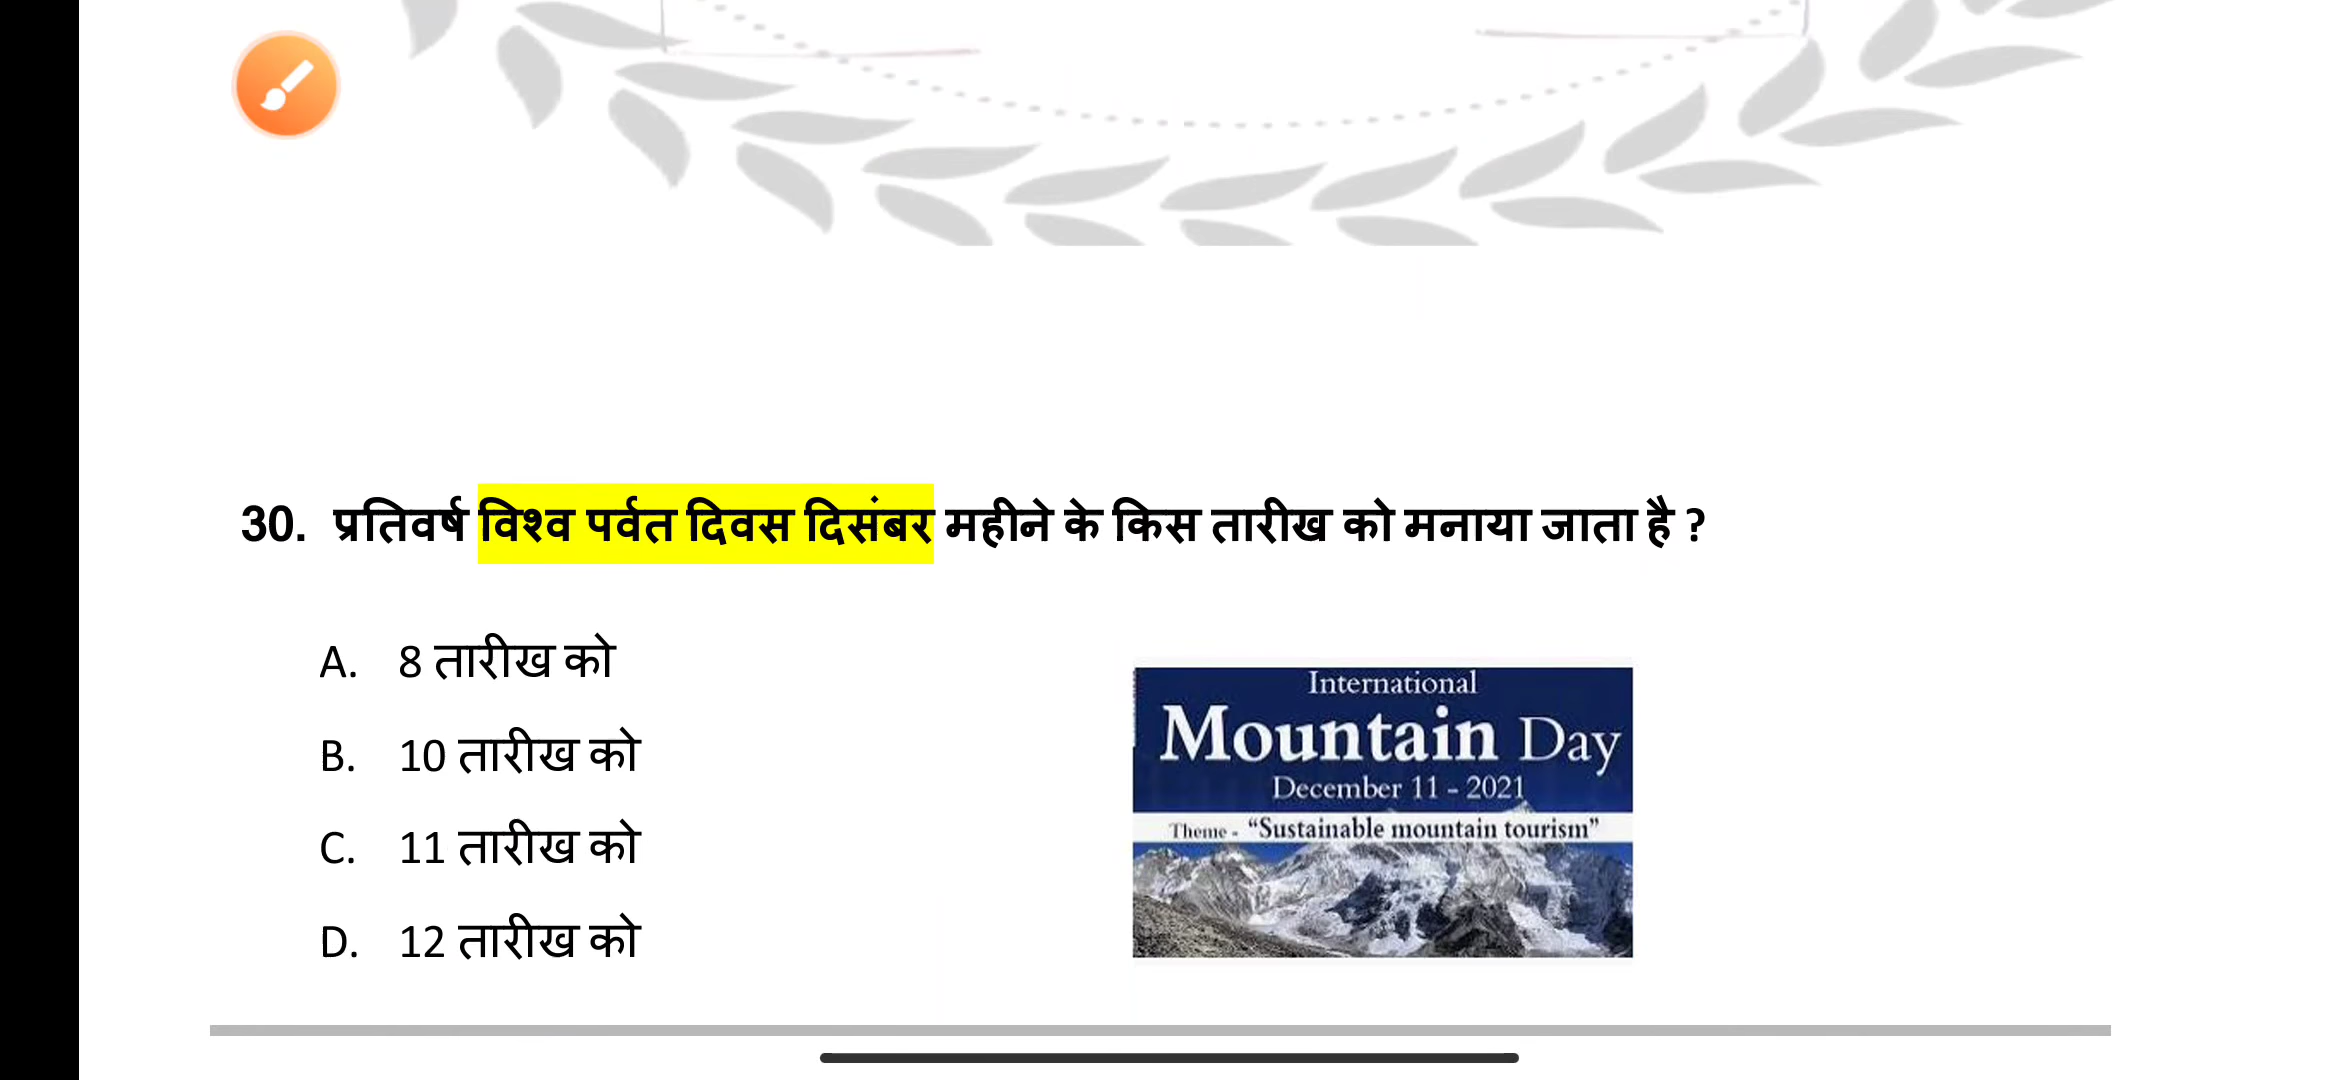 30. प्रतिवर्ष विश्व पर्वत दिवस दिसंबर महीने के किस तारीख को मनाया जाता है ?
A. 8 तारीख को
B. 10 तारीख को
C. 11 तारीख को
D. 12 तारीख को
International
Mountain Day
December 11 - 2021
Theme - “Sustainable mountain tourism”